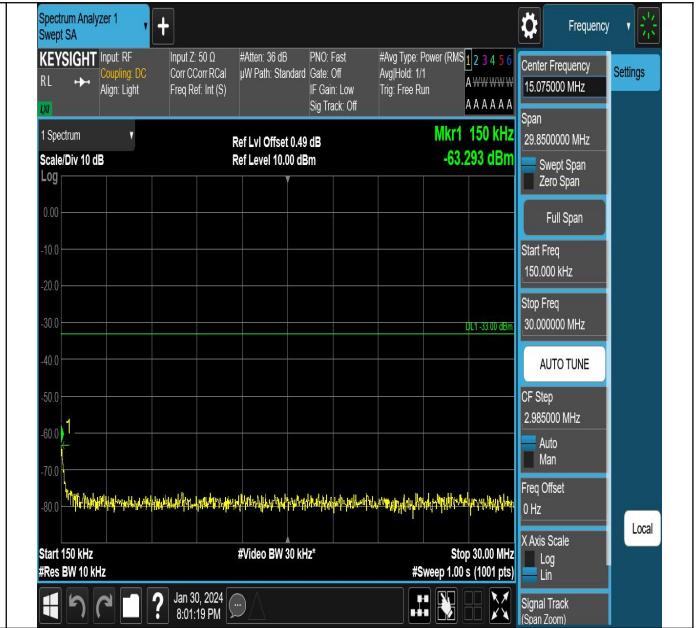 Spectrum Analyzer 1
Swept SA
+
Frequency
KEYSIGHT
R L
LXI
Input: RF
Coupling: DC
Align: Light
Input Z: 50 Ω
Corr CCorr RCal
Freq Ref: Int (S)
#Atten: 36 dB
µW Path: Standard
PNO: Fast
Gate: Off
IF Gain: Low
Sig Track: Off
#Avg Type: Power (RMS
Avg|Hold: 1/1
Trig: Free Run
1 2 3 4 5 6
A W W W W W
A A A A A A
1 Spectrum
Scale/Div 10 dB
Log
Ref Lvl Offset 0.49 dB
Ref Level 10.00 dBm
Mkr1 150 kHz
-63.293 dBm
0.00
-10.0
-20.0
-30.0
DL1 -33.00 dBm
-40.0
-50.0
-60.0
1
-70.0
-80.0
Start 150 kHz
#Res BW 10 kHz
#Video BW 30 kHz*
Stop 30.00 MHz
#Sweep 1.00 s (1001 pts)
Jan 30, 2024
8:01:19 PM
?
Center Frequency
15.075000 MHz
Settings
Span
29.8500000 MHz
Swept Span
Zero Span
Full Span
Start Freq
150.000 kHz
Stop Freq
30.000000 MHz
AUTO TUNE
CF Step
2.985000 MHz
Auto
Man
Freq Offset
0 Hz
X Axis Scale
Log
Lin
Local
Signal Track
(Span Zoom)